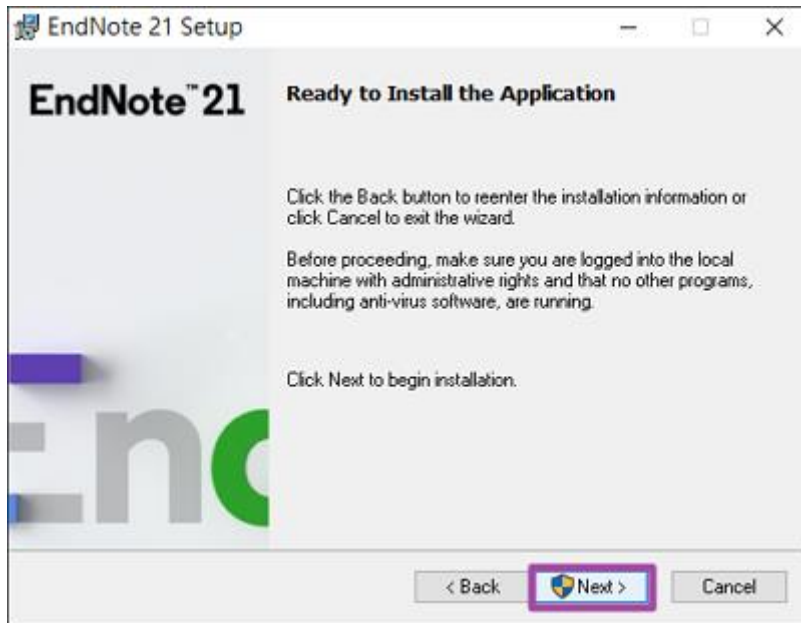 EndNote 21 Setup
EndNote™21
Ready to Install the Application
Click the Back button to reenter the installation information or
click Cancel to exit the wizard.
Before proceeding, make sure you are logged into the local
machine with administrative rights and that no other programs,
including anti-virus software, are running.
Click Next to begin installation.
Enc
< Back
Next >
Cancel